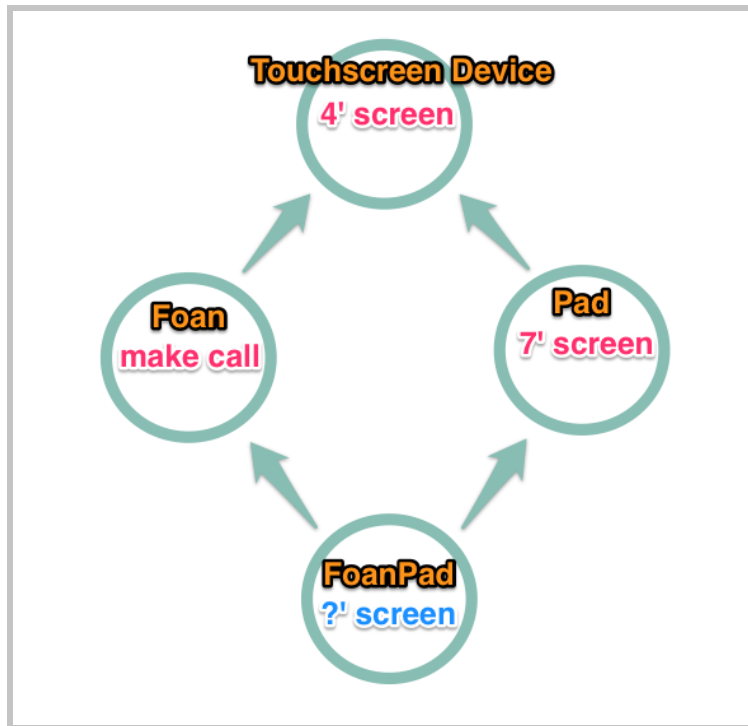 Touchscreen Device
4' screen
Foan
make call
Pad
7' screen
FoanPad
?' screen